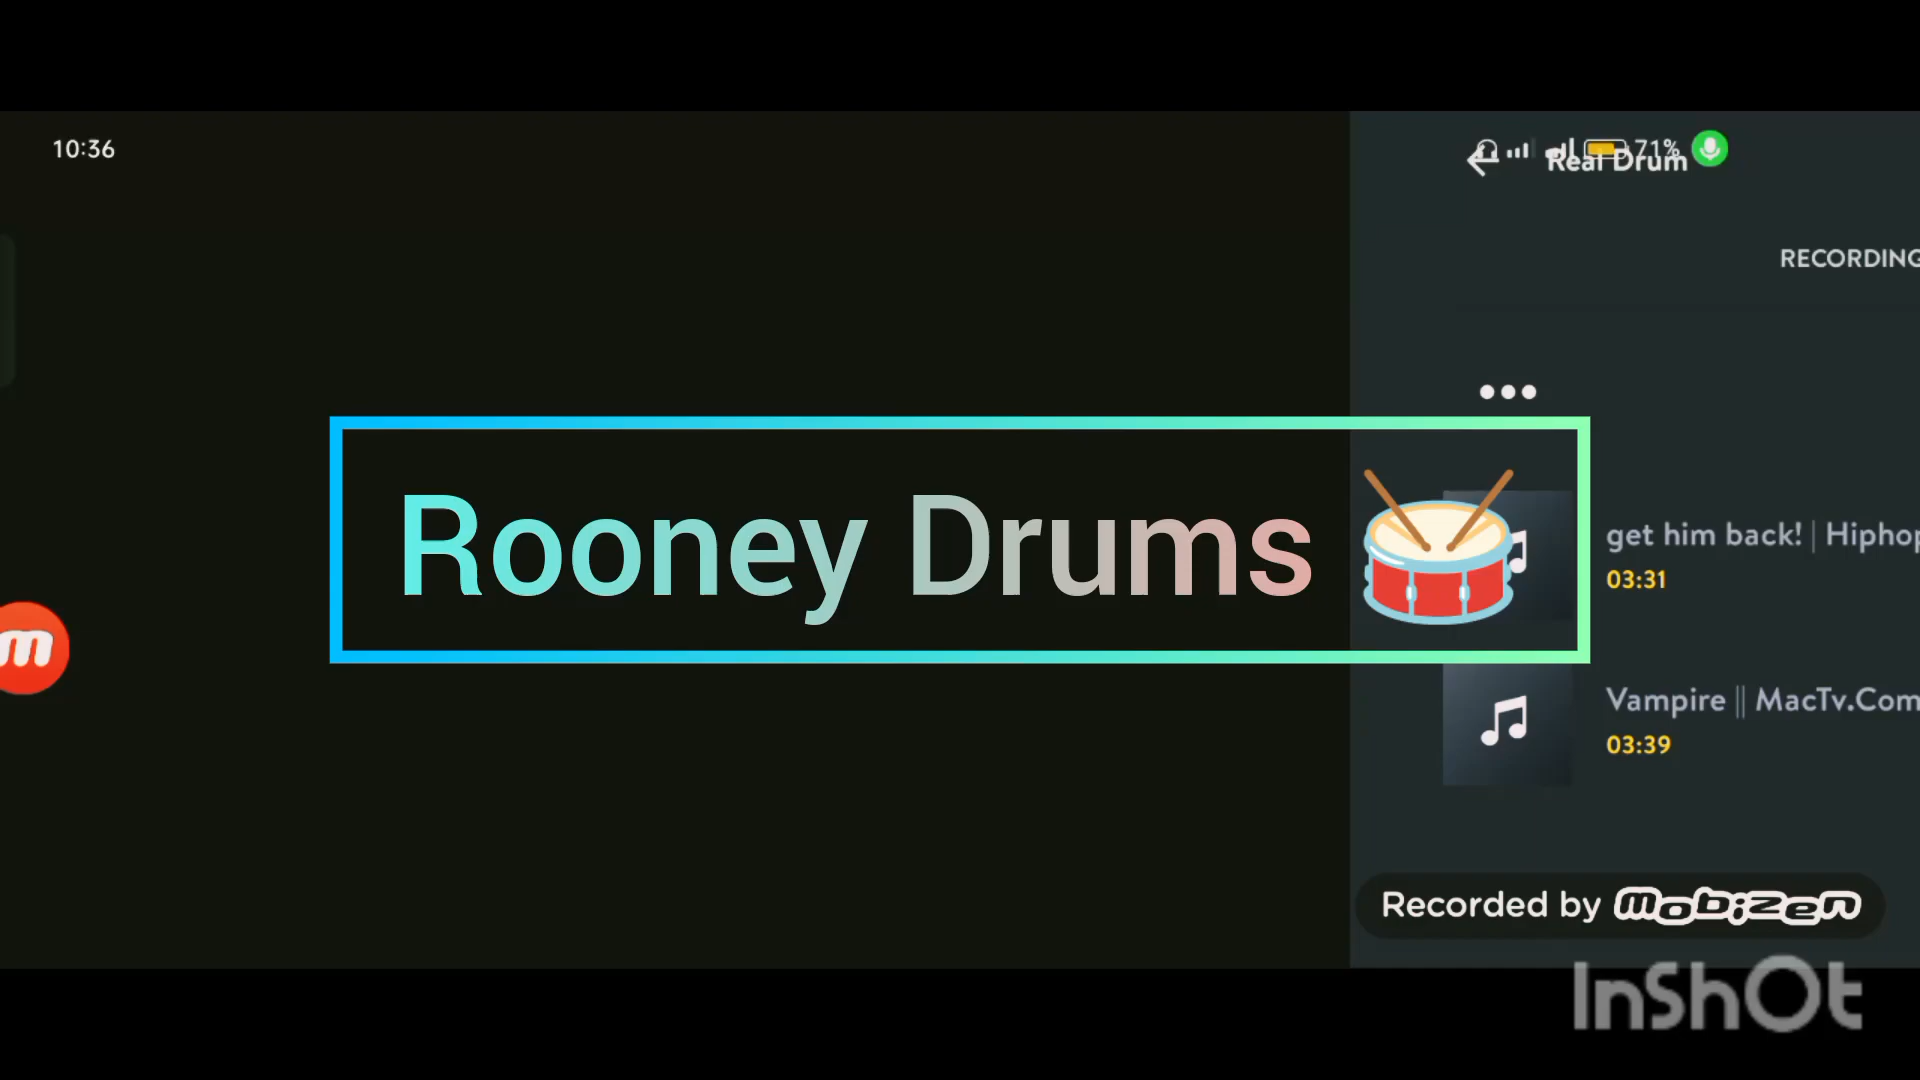 10:36
71%
Real Drum
RECORDING
Rooney Drums
get him back! | Hiphop
03:31
m
Vampire || MacTv.Com
03:39
Recorded by mobizen
InShOt